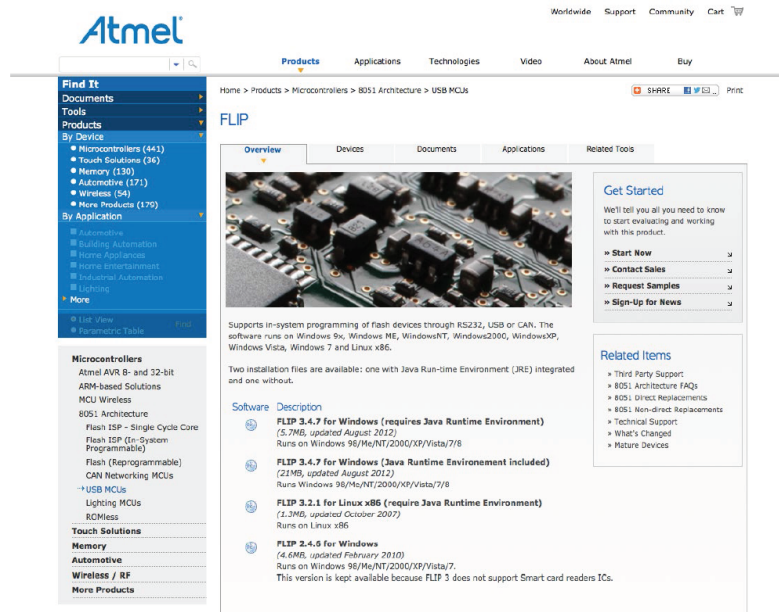 Worldwide Support Community Cart
Atmel
Products Applications Technologies Video About Atmel Buy
Find It
Documents
Tools
Products
By Device
Microcontrollers (441)
Touch Solutions (36)
Memory (130)
Automotive (171)
Wireless (54)
More Products (179)
By Application
Automotive
Building Automation
Home Appliances
Home Entertainment
Industrial Automation
Lighting
More
List View
Parametric Table
Find
Microcontrollers
Atmel AVR 8- and 32-bit
ARM-based Solutions
MCU Wireless
8051 Architecture
Flash ISP - Single Cycle Core
Flash ISP (In-System
Programmable)
Flash (Reprogrammable)
CAN Networking MCUs
USB MCUs
Lighting MCUs
ROMless
Touch Solutions
Memory
Automotive
Wireless / RF
More Products
Home > Products > Microcontrollers > 8051 Architecture > USB MCUs
SHARE Print
FLIP
Overview Devices Documents Applications Related Tools
Supports in-system programming of flash devices through RS232, USB or CAN. The
software runs on Windows 9x, Windows ME, WindowsNT, Windows2000, WindowsXP,
Windows Vista, Windows 7 and Linux x86.
Two installation files are available: one with Java Run-time Environment (JRE) integrated
and one without.
Software Description
FLIP 3.4.7 for Windows (requires Java Runtime Environment)
(5.7MB, updated August 2012)
Runs on Windows 98/Me/NT/2000/XP/Vista/7/8
FLIP 3.4.7 for Windows (Java Runtime Environement included)
(21MB, updated August 2012)
Runs Windows 98/Me/NT/2000/XP/Vista/7/8
FLIP 3.2.1 for Linux x86 (require Java Runtime Environment)
(1.3MB, updated October 2007)
Runs on Linux x86
FLIP 2.4.6 for Windows
(4.6MB, updated February 2010)
Runs on Windows 98/Me/NT/2000/XP/Vista/7.
This version is kept available because FLIP 3 does not support Smart card readers ICs.
Get Started
We'll tell you all you need to know
to start evaluating and working
with this product.
» Start Now
» Contact Sales
» Request Samples
» Sign-Up for News
Related Items
» Third Party Support
» 8051 Architecture FAQs
» 8051 Direct Replacements
» 8051 Non-direct Replacements
» Technical Support
» What's Changed
» Mature Devices